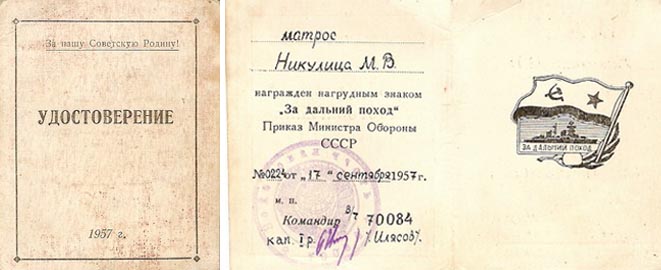 За нашу Советскую Родину!
УДОСТОВЕРЕНИЕ
1957 г.
матрос
Никулица М.В.
награжден нагрудным знаком
„За дальний поход“
Приказ Министра Обороны
СССР
№0224 от „17“ сентября 1957 г.
м. п.
Командир в/ч 70084
кап. I р. /Илясов/.
ЗА ДАЛЬНИЙ ПОХОД